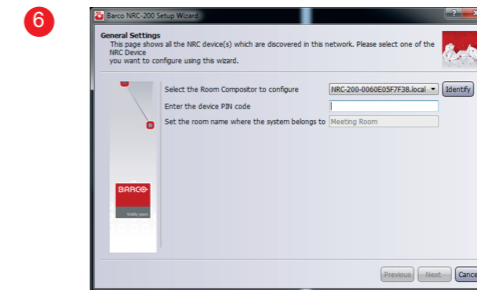 6
Barco NRC-200 Setup Wizard
General Settings
This page shows all the NRC device(s) which are discovered in this network. Please select one of the
NRC Device
you want to configure using this wizard.
Select the Room Compositor to configure NRC-200-0060E05F7F38.local Identify
Enter the device PIN code
Set the room name where the system belongs to Meeting Room
BARCO
Previous Next Cance